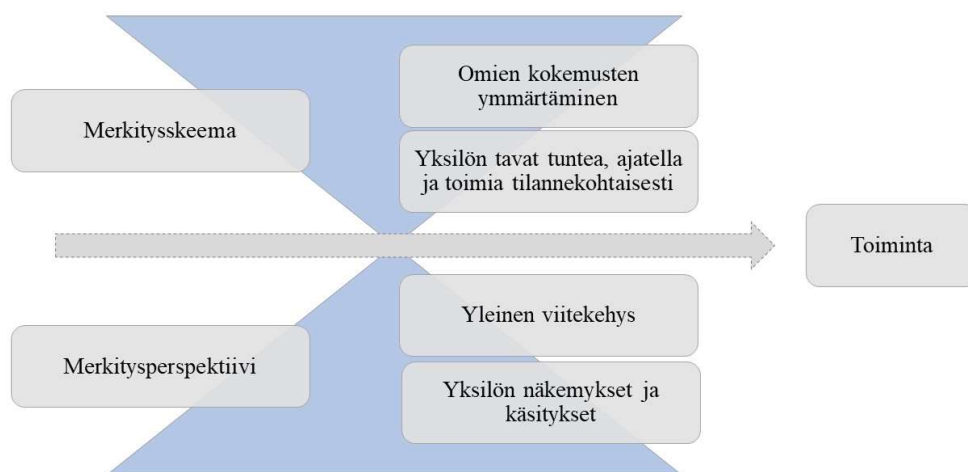 Merkitysskeema
Omien kokemusten
ymmärtäminen
Yksilön tavat tuntea, ajatella
ja toimia tilannekohtaisesti
Toiminta
Merkitysperspektiivi
Yleinen viitekehys
Yksilön näkemykset ja
käsitykset